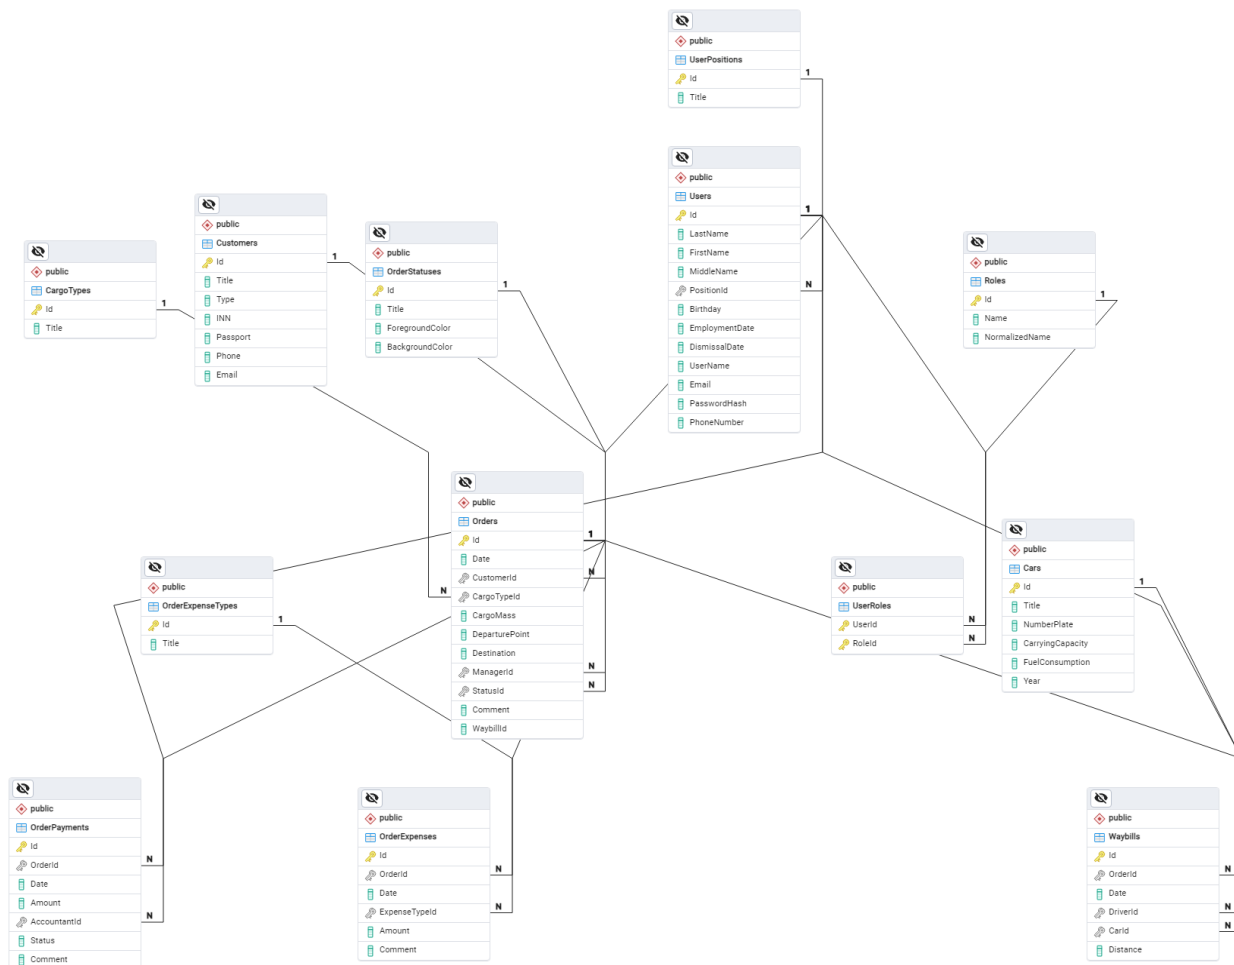 public
UserPositions
Id
1
Title
public
Users
Id
1
LastName
FirstName
MiddleName
PositionId
N
Birthday
EmploymentDate
DismissalDate
UserName
Email
PasswordHash
PhoneNumber
public
Customers
Id
1
Title
Type
INN
Passport
Phone
Email
public
OrderStatuses
Id
1
Title
ForegroundColor
BackgroundColor
public
CargoTypes
Id
1
Title
public
Roles
Id
1
Name
NormalizedName
public
Orders
Id
1
Date
CustomerId
N
CargoTypeId
N
CargoMass
DeparturePoint
Destination
ManagerId
N
StatusId
N
Comment
WaybillId
public
OrderExpenseTypes
Id
1
Title
public
UserRoles
UserId
N
RoleId
N
public
Cars
Id
1
Title
NumberPlate
CarryingCapacity
FuelConsumption
Year
public
OrderPayments
Id
OrderId
N
Date
Amount
AccountantId
N
Status
Comment
public
OrderExpenses
Id
OrderId
N
Date
ExpenseTypeId
N
Amount
Comment
public
Waybills
Id
OrderId
N
Date
DriverId
N
CarId
N
Distance